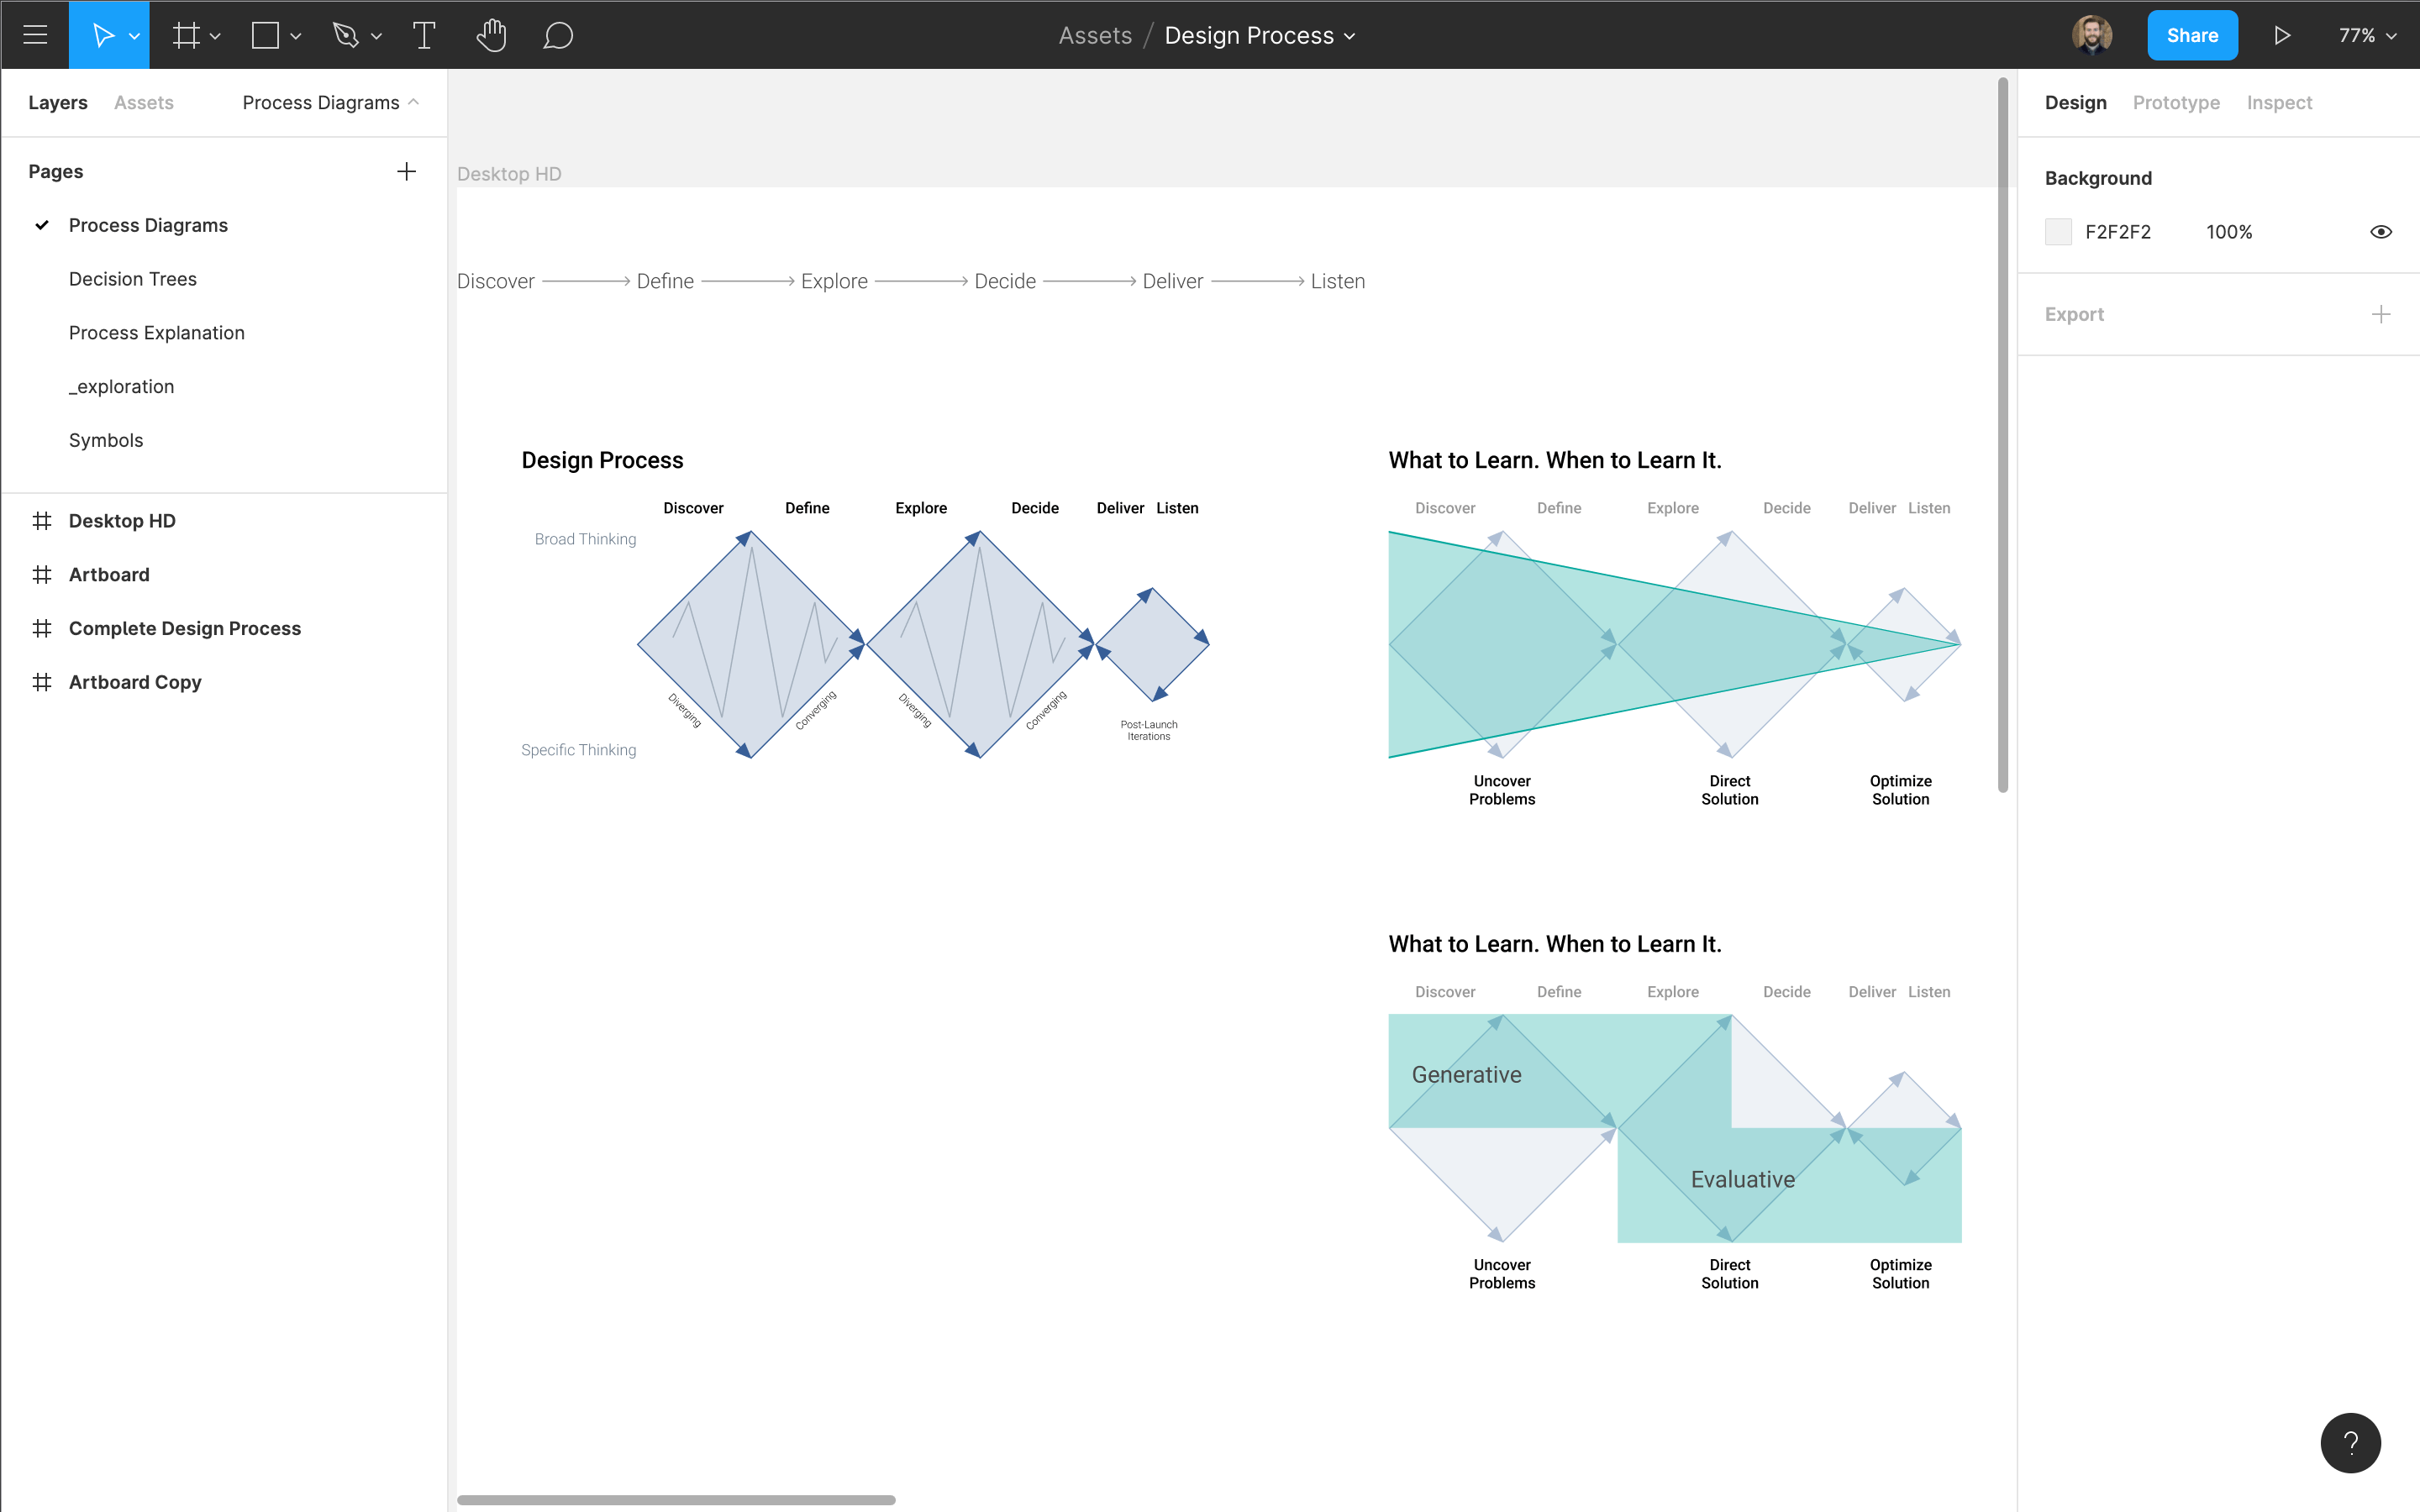 Assets / Design Process
Share
77%
Layers
Assets
Process Diagrams
Pages
Process Diagrams
Decision Trees
Process Explanation
_exploration
Symbols
Desktop HD
Artboard
Complete Design Process
Artboard Copy
Desktop HD
Discover
Define
Explore
Decide
Deliver
Listen
Design Process
Discover
Define
Explore
Decide
Deliver
Listen
Broad Thinking
Diverging
Converging
Diverging
Converging
Post-Launch
Iterations
Specific Thinking
What to Learn. When to Learn It.
Discover
Define
Explore
Decide
Deliver
Listen
Uncover
Problems
Direct
Solution
Optimize
Solution
What to Learn. When to Learn It.
Discover
Define
Explore
Decide
Deliver
Listen
Generative
Evaluative
Uncover
Problems
Direct
Solution
Optimize
Solution
Design
Prototype
Inspect
Background
F2F2F2
100%
Export
?